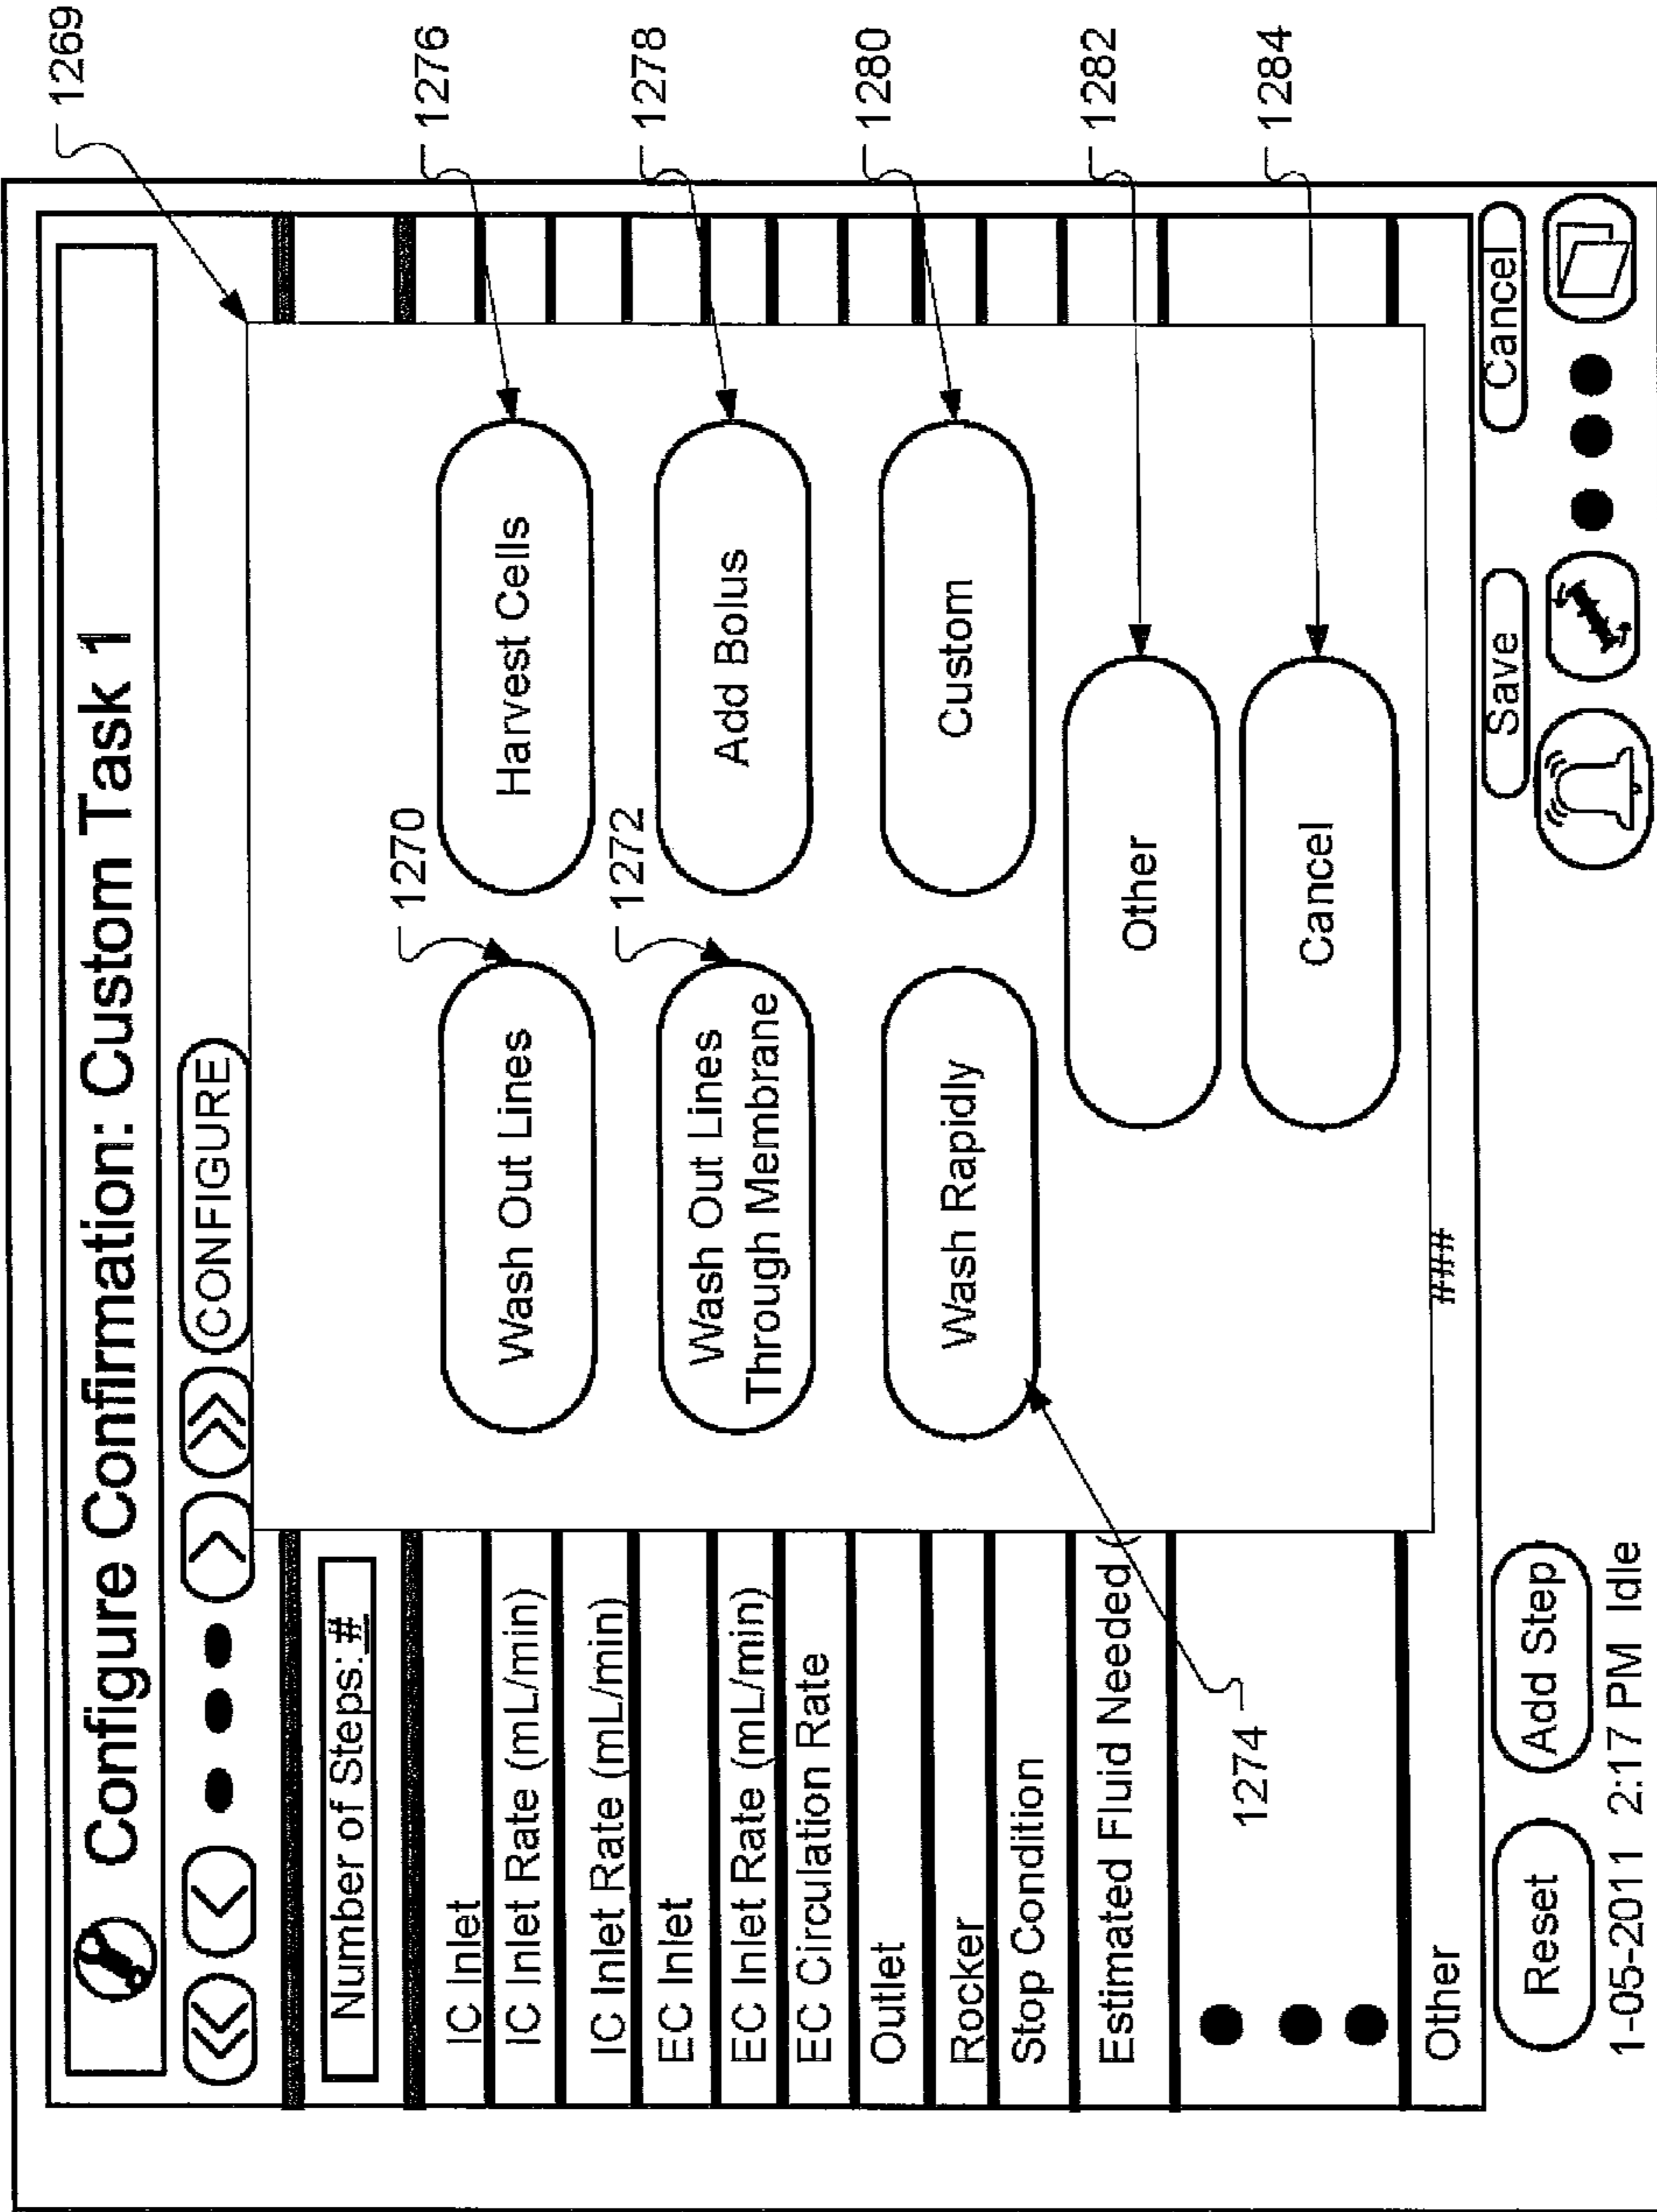 Configure Confirmation: Custom Task 1
1269
CONFIGURE
Number of Steps: #
IC Inlet
IC Inlet Rate (mL/min)
IC Inlet Rate (mL/min)
EC Inlet
EC Inlet Rate (mL/min)
EC Circulation Rate
Outlet
Rocker
Stop Condition
Estimated Fluid Needed (
Other
1270
1276
Wash Out Lines
Harvest Cells
1272
1278
Wash Out Lines
Through Membrane
Add Bolus
1280
Wash Rapidly
Custom
1274
1282
Other
1284
Cancel
###
Reset
Add Step
Save
Cancel
1-05-2011 2:17 PM Idle